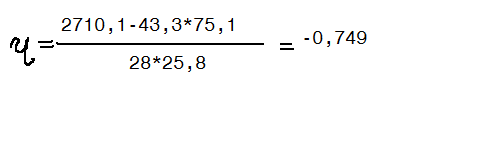 η = 2710,1-43,3*75,1
28*25,8
= -0,749